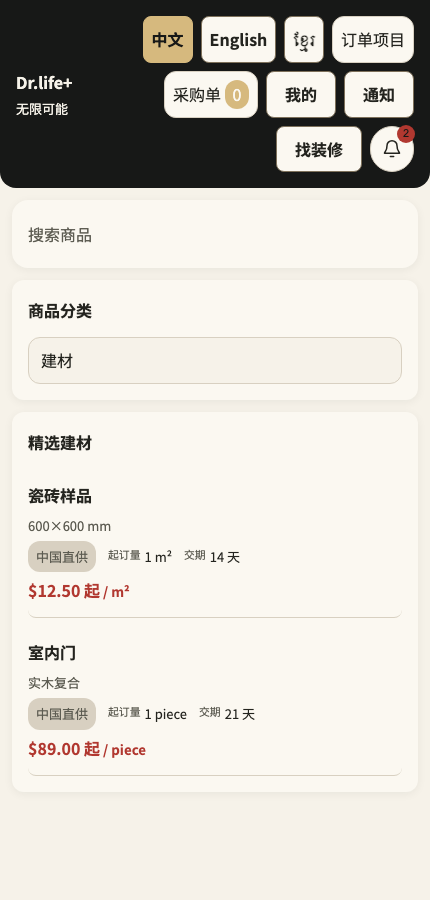 中文 English ខ្មែរ 订单项目
Dr.life+
无限可能
采购单 0 我的 通知
找装修 2
搜索商品
商品分类
建材
精选建材
瓷砖样品
600×600 mm
中国直供 起订量 1 m² 交期 14 天
$12.50 起 / m²
室内门
实木复合
中国直供 起订量 1 piece 交期 21 天
$89.00 起 / piece